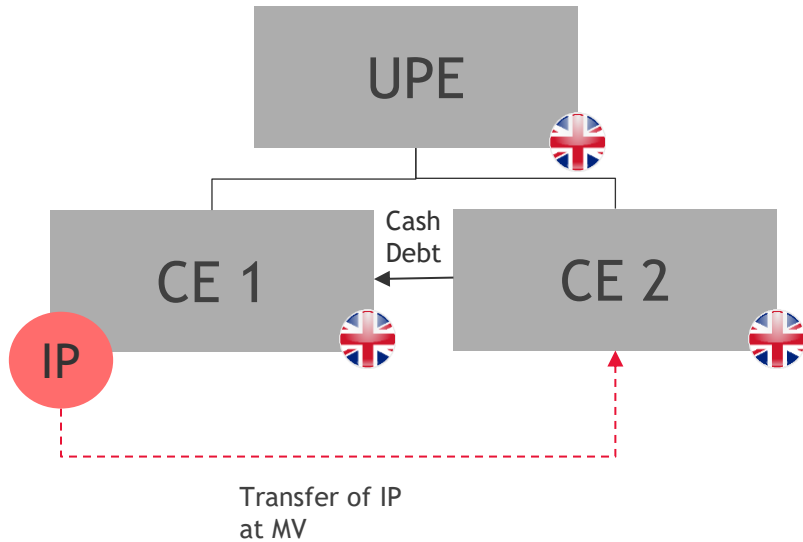 UPE
Cash
Debt
CE 1
CE 2
IP
Transfer of IP
at MV